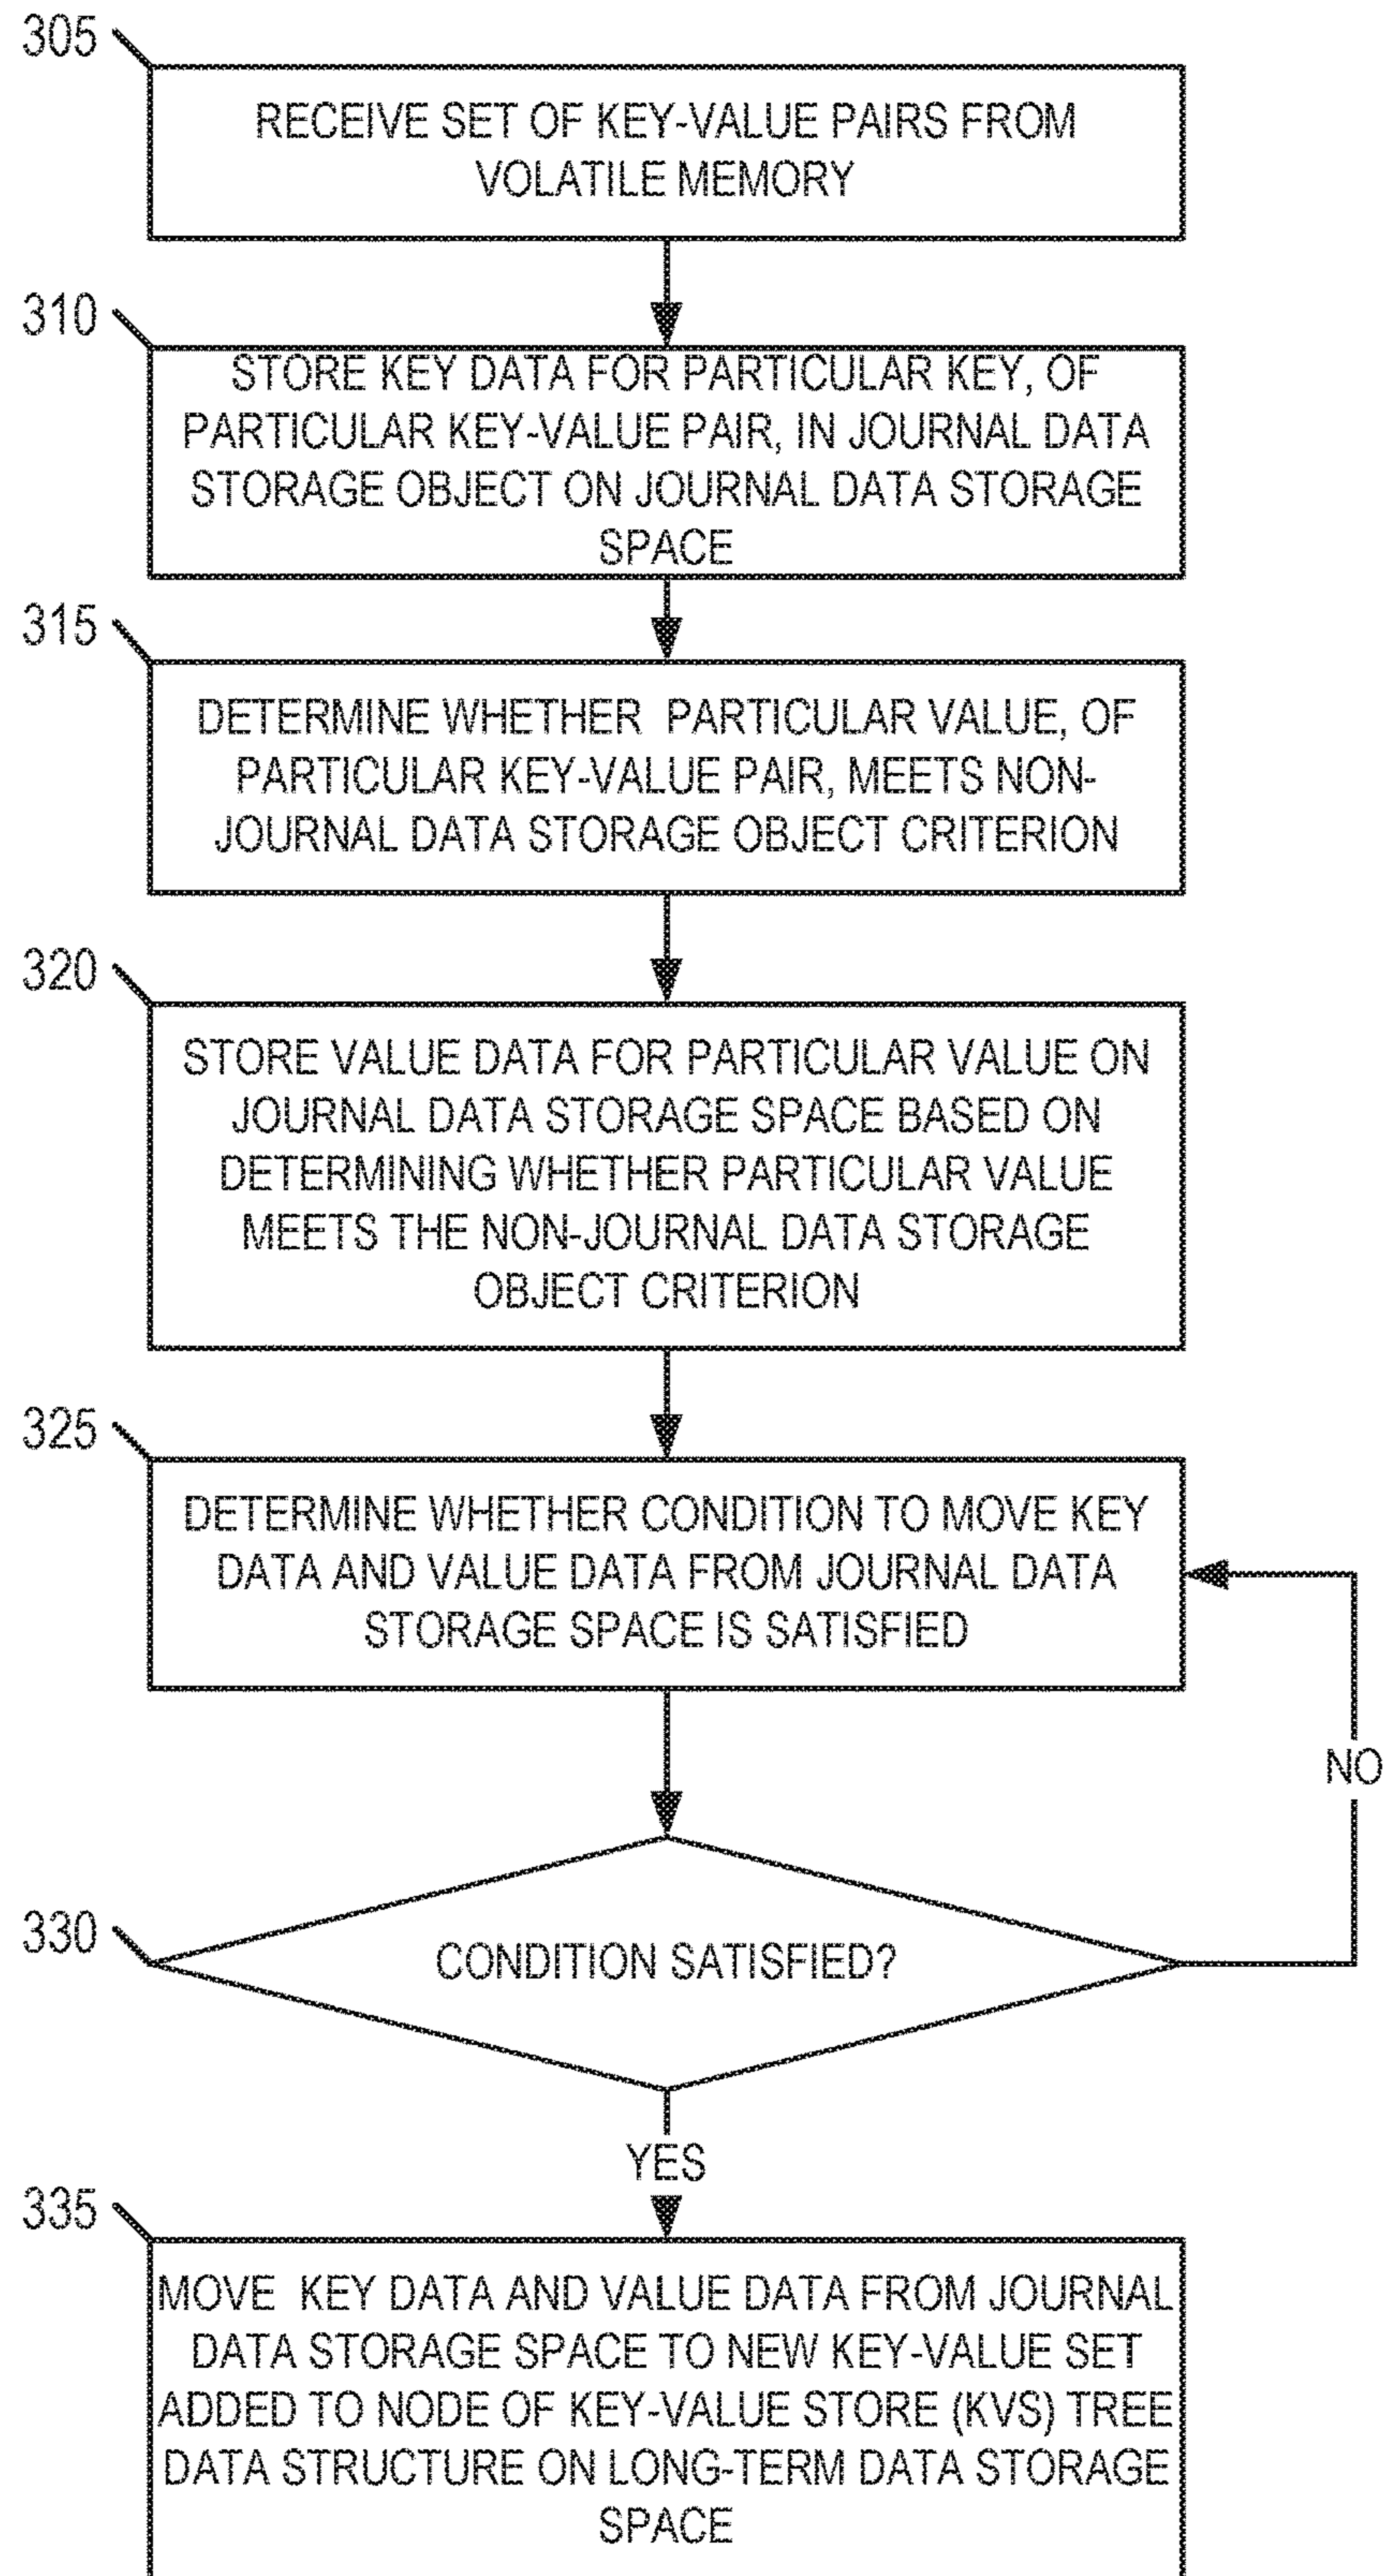 305
RECEIVE SET OF KEY-VALUE PAIRS FROM
VOLATILE MEMORY
310
STORE KEY DATA FOR PARTICULAR KEY, OF
PARTICULAR KEY-VALUE PAIR, IN JOURNAL DATA
STORAGE OBJECT ON JOURNAL DATA STORAGE
SPACE
315
DETERMINE WHETHER PARTICULAR VALUE, OF
PARTICULAR KEY-VALUE PAIR, MEETS NON-
JOURNAL DATA STORAGE OBJECT CRITERION
320
STORE VALUE DATA FOR PARTICULAR VALUE ON
JOURNAL DATA STORAGE SPACE BASED ON
DETERMINING WHETHER PARTICULAR VALUE
MEETS THE NON-JOURNAL DATA STORAGE
OBJECT CRITERION
325
DETERMINE WHETHER CONDITION TO MOVE KEY
DATA AND VALUE DATA FROM JOURNAL DATA
STORAGE SPACE IS SATISFIED
NO
330
CONDITION SATISFIED?
YES
335
MOVE KEY DATA AND VALUE DATA FROM JOURNAL
DATA STORAGE SPACE TO NEW KEY-VALUE SET
ADDED TO NODE OF KEY-VALUE STORE (KVS) TREE
DATA STRUCTURE ON LONG-TERM DATA STORAGE
SPACE